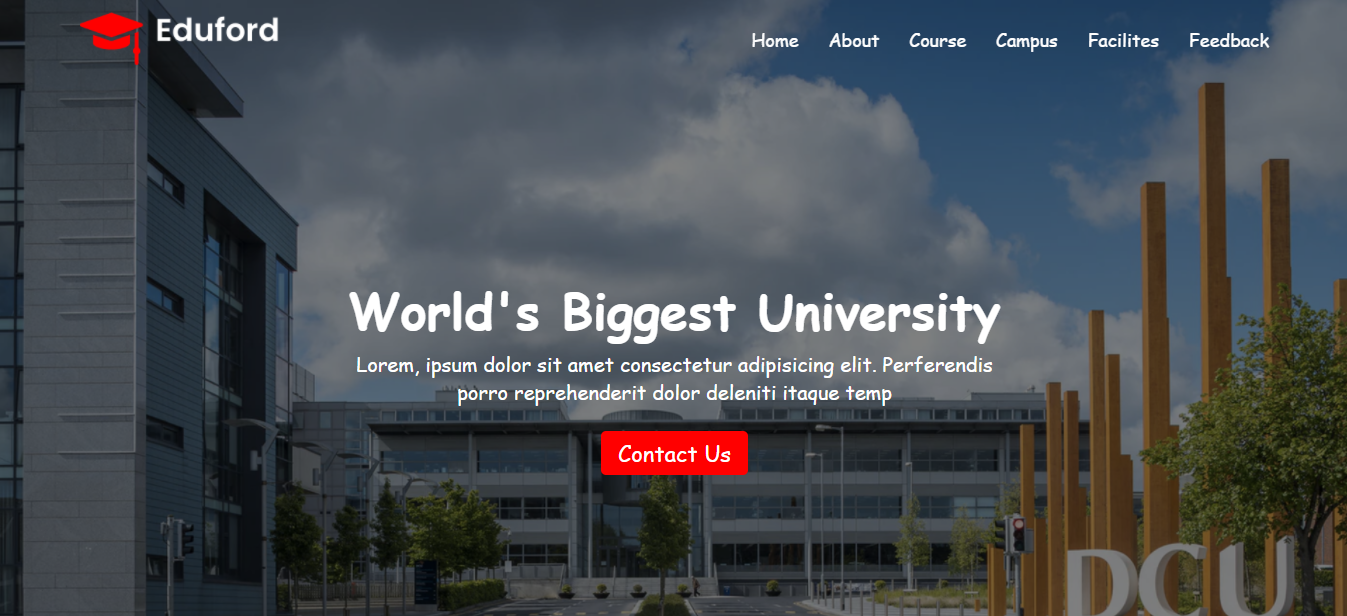 Eduford
Home About Course Campus Facilites Feedback
World's Biggest University
Lorem, ipsum dolor sit amet consectetur adipisicing elit. Perferendis
porro reprehenderit dolor deleniti itaque temp
Contact Us
DCU